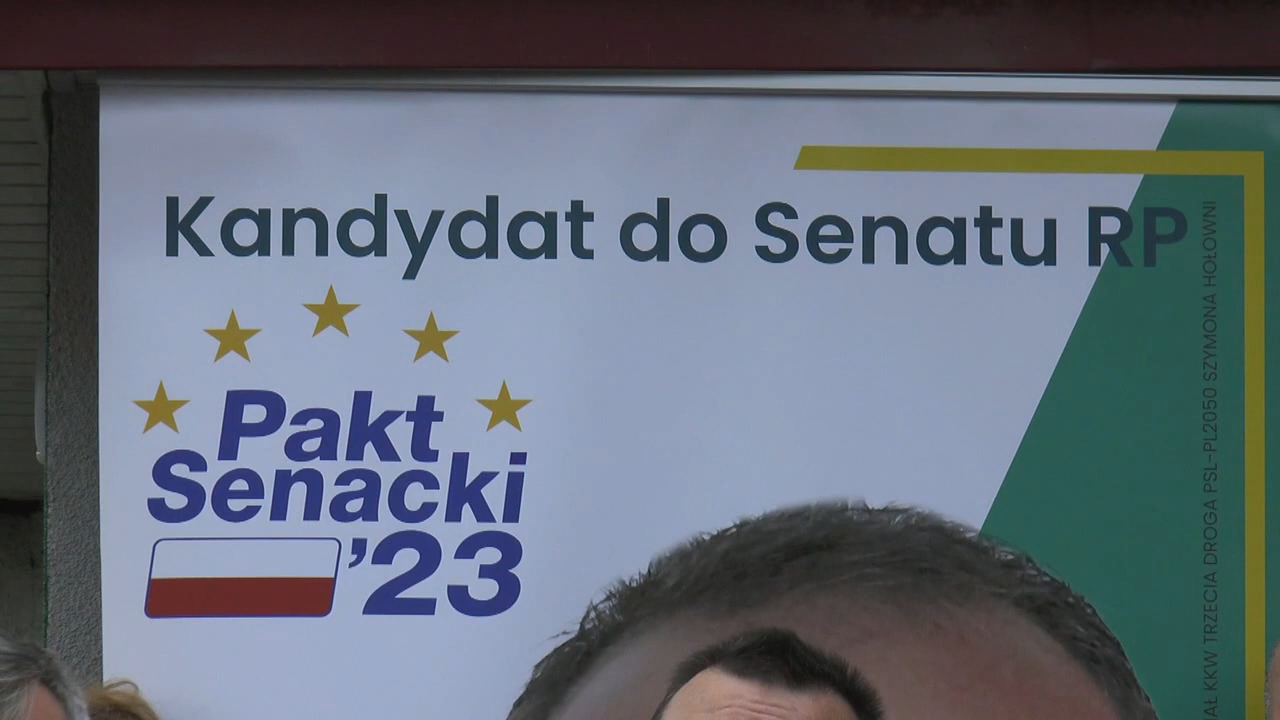 Kandydat do Senatu RP
Pakt
Senacki
’23
KKW TRZECIA DROGA PSL-PL2050 SZYMONA HOŁOWNI